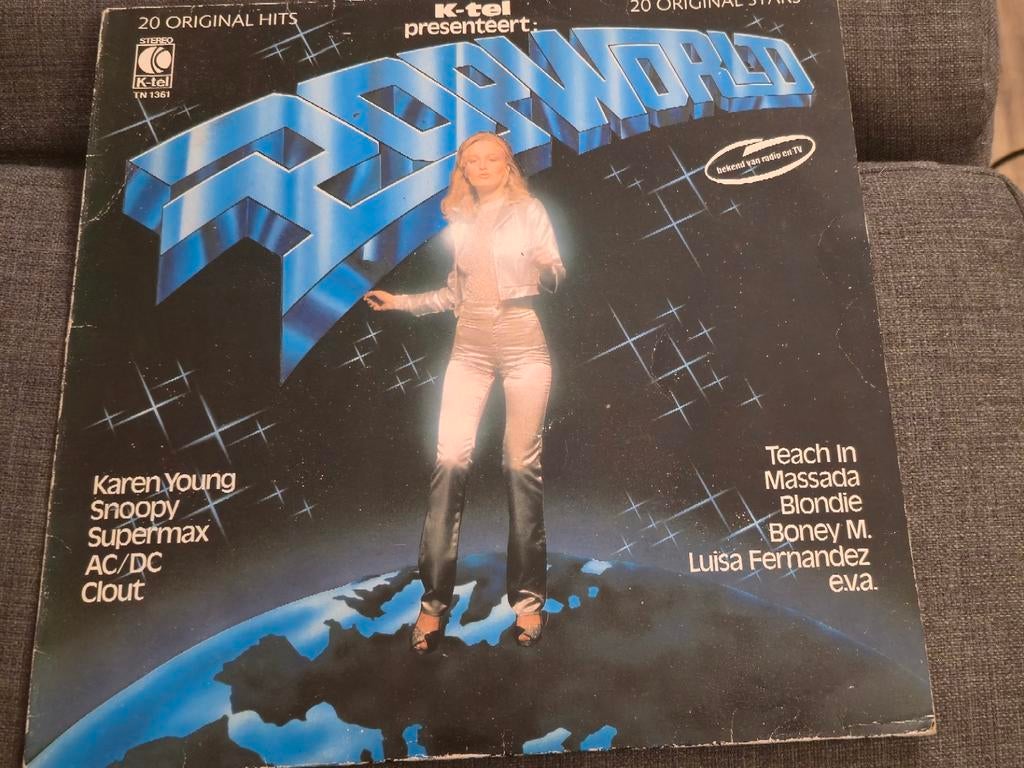 20 ORIGINAL HITS
K-tel
presenteert:
20 ORIGINAL STARS
STEREO
K-tel
TN 1361
POPWORLD
bekend van radio en TV
Karen Young
Snoopy
Supermax
AC/DC
Clout
Teach In
Massada
Blondie
Boney M.
Luisa Fernandez
e.v.a.